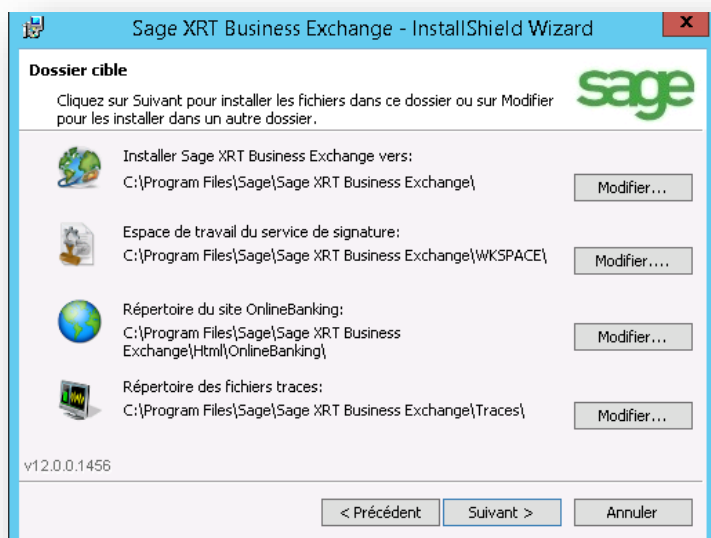 Sage XRT Business Exchange - InstallShield Wizard
x
Dossier cible
Cliquez sur Suivant pour installer les fichiers dans ce dossier ou sur Modifier
pour les installer dans un autre dossier.
sage
Installer Sage XRT Business Exchange vers:
C:\Program Files\Sage\Sage XRT Business Exchange\
Modifier...
Espace de travail du service de signature:
C:\Program Files\Sage\Sage XRT Business Exchange\WKSPACE\
Modifier....
Répertoire du site OnlineBanking:
C:\Program Files\Sage\Sage XRT Business
Exchange\Html\OnlineBanking\
Modifier...
Répertoire des fichiers traces:
C:\Program Files\Sage\Sage XRT Business Exchange\Traces\
Modifier...
v12.0.0.1456
< Précédent
Suivant >
Annuler